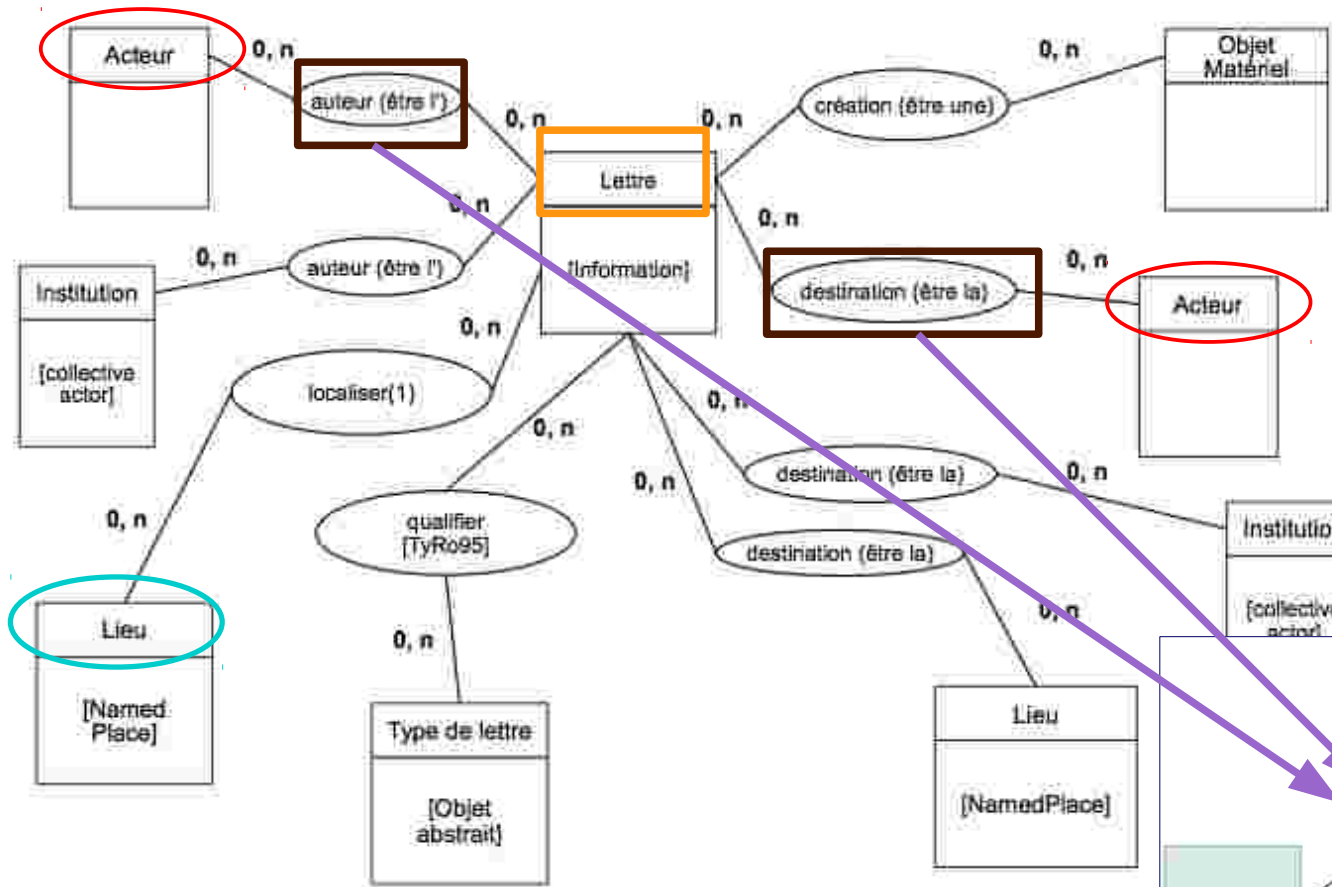 Acteur
0, n
auteur (être l')
0, n
0, n
création (être une)
0, n
Objet
Matériel
Lettre
[Information]
0, n
0, n
auteur (être l')
0, n
Institution
[collective
actor]
destination (être la)
0, n
Acteur
0, n
localiser(1)
0, n
0, n
0, n
destination (être la)
0, n
Institutio
[collective
actor]
0, n
qualifier
[TyRo95]
destination (être la)
0, n
Lieu
[Named
Place]
0, n
Type de lettre
[Objet
abstrait]
Lieu
[NamedPlace]